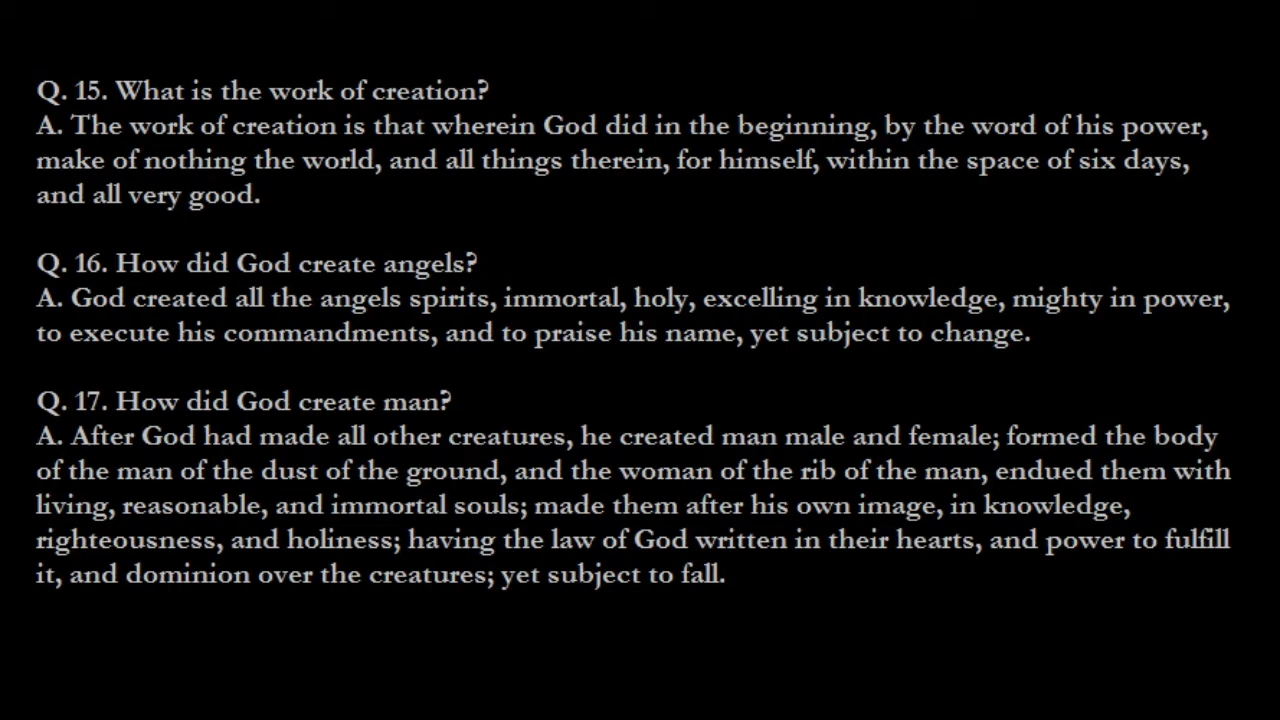 Q. 15. What is the work of creation?
A. The work of creation is that wherein God did in the beginning, by the word of his power,
make of nothing the world, and all things therein, for himself, within the space of six days,
and all very good.
Q. 16. How did God create angels?
A. God created all the angels spirits, immortal, holy, excelling in knowledge, mighty in power,
to execute his commandments, and to praise his name, yet subject to change.
Q. 17. How did God create man?
A. After God had made all other creatures, he created man male and female; formed the body
of the man of the dust of the ground, and the woman of the rib of the man, endued them with
living, reasonable, and immortal souls; made them after his own image, in knowledge,
righteousness, and holiness; having the law of God written in their hearts, and power to fulfill
it, and dominion over the creatures; yet subject to fall.